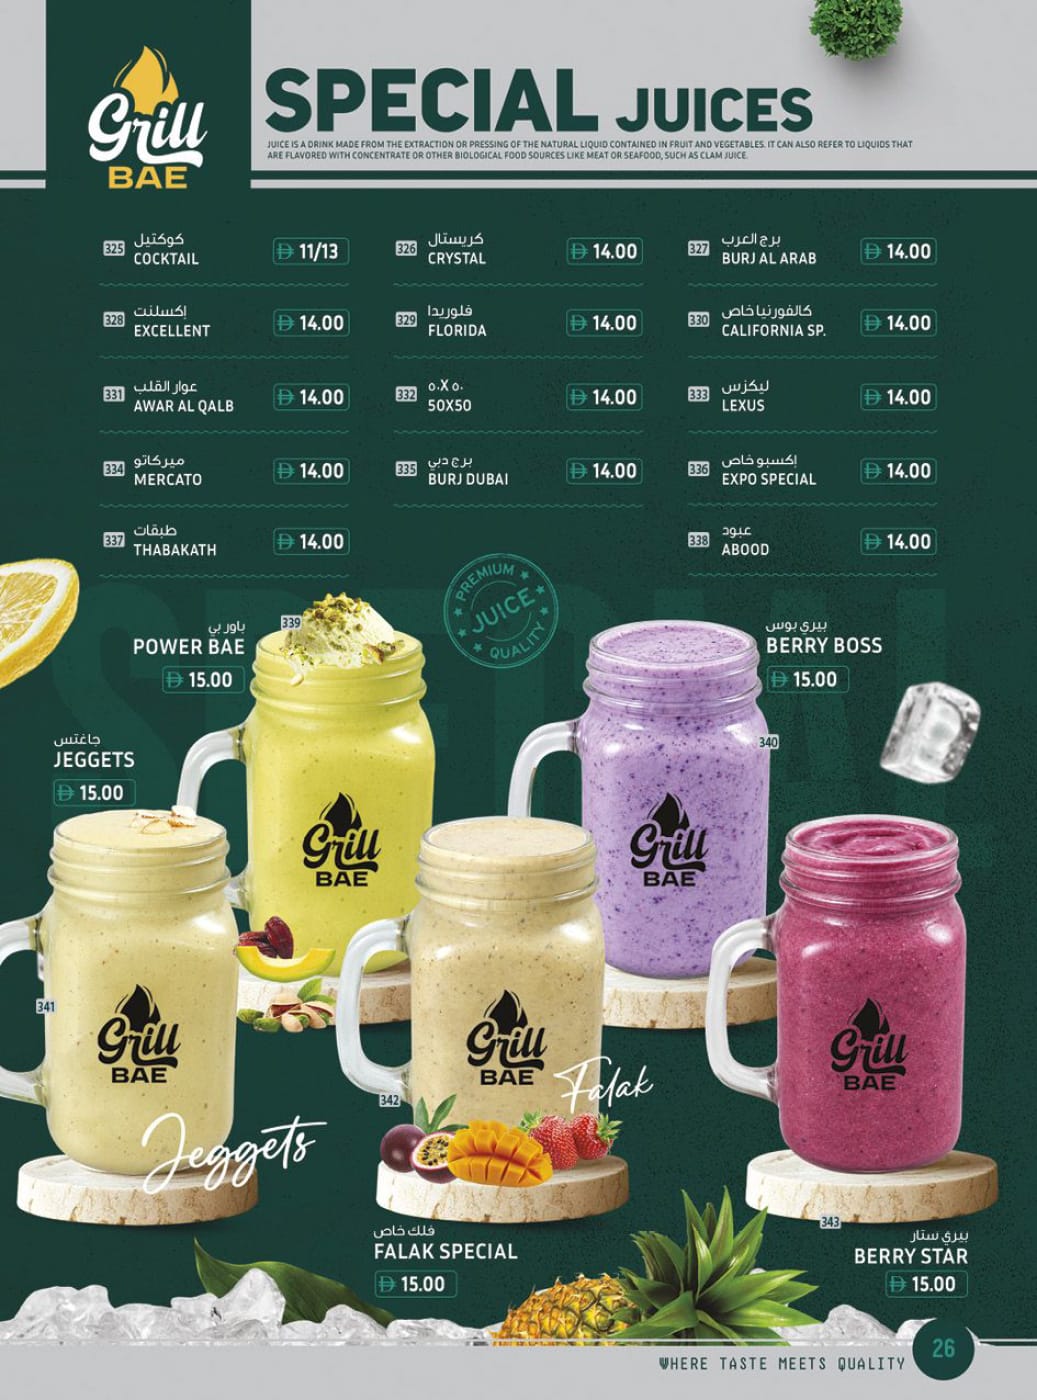 Grill
BAE
SPECIAL JUICES
JUICE IS A DRINK MADE FROM THE EXTRACTION OR PRESSING OF THE NATURAL LIQUID CONTAINED IN FRUIT AND VEGETABLES. IT CAN ALSO REFER TO LIQUIDS THAT
ARE FLAVORED WITH CONCENTRATE OR OTHER BIOLOGICAL FOOD SOURCES LIKE MEAT OR SEAFOOD, SUCH AS CLAM JUICE.
325 كوكتيل
COCKTAIL 11/13
326 كريستال
CRYSTAL 14.00
327 برج العرب
BURJ AL ARAB 14.00
328 إكسلنت
EXCELLENT 14.00
329 فلوريدا
FLORIDA 14.00
330 كالفورنيا خاص
CALIFORNIA SP. 14.00
331 عوار القلب
AWAR AL QALB 14.00
332 ٥٠X٥٠
50X50 14.00
333 ليكزس
LEXUS 14.00
334 ميركاتو
MERCATO 14.00
335 برج دبي
BURJ DUBAI 14.00
336 إكسبو خاص
EXPO SPECIAL 14.00
337 طبقات
THABAKATH 14.00
338 عبود
ABOOD 14.00
SPECIAL
PREMIUM
JUICE
QUALITY
339
باور بي
POWER BAE
15.00
بيري بوس
BERRY BOSS
15.00
340
جاغتس
JEGGETS
15.00
Grill
BAE
Grill
BAE
341
Grill
BAE
Grill
BAE
Grill
BAE
342
Falak
Jeggets
فلك خاص
FALAK SPECIAL
15.00
343
بيري ستار
BERRY STAR
15.00
WHERE TASTE MEETS QUALITY
26